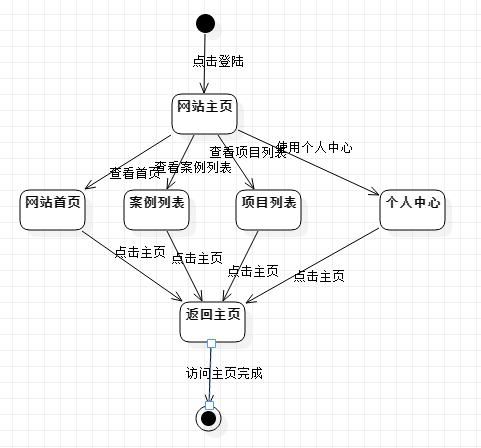 点击登陆
网站主页
查看首页
查看案例列表
查看项目列表
使用个人中心
网站首页
案例列表
项目列表
个人中心
点击主页
点击主页
点击主页
点击主页
返回主页
访问主页完成